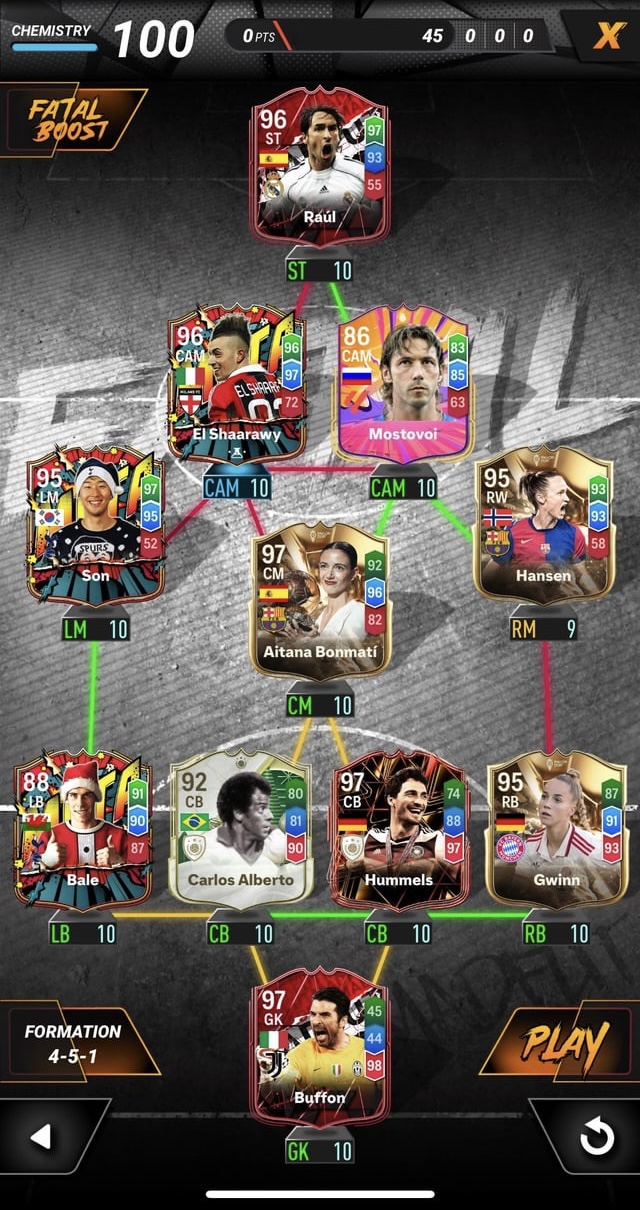 CHEMISTRY 100
0 PTS 45 0 0 0
X
FATAL
BOOST
96
ST
97
93
55
Raúl
ST 10
96
CAM
96
97
72
EL SHAARAWY
El Shaarawy
CAM 10
86
CAM
83
85
63
Mostovoi
CAM 10
95
LM
97
95
52
SPURS
Son
LM 10
97
CM
92
96
82
Aitana Bonmatí
CM 10
95
RW
93
93
58
Hansen
RM 9
88
LB
91
90
87
Bale
LB 10
92
CB
80
81
90
Carlos Alberto
CB 10
97
CB
74
88
97
Hummels
CB 10
95
RB
87
91
93
Gwinn
RB 10
97
GK
45
44
98
Buffon
GK 10
FORMATION
4-5-1
PLAY